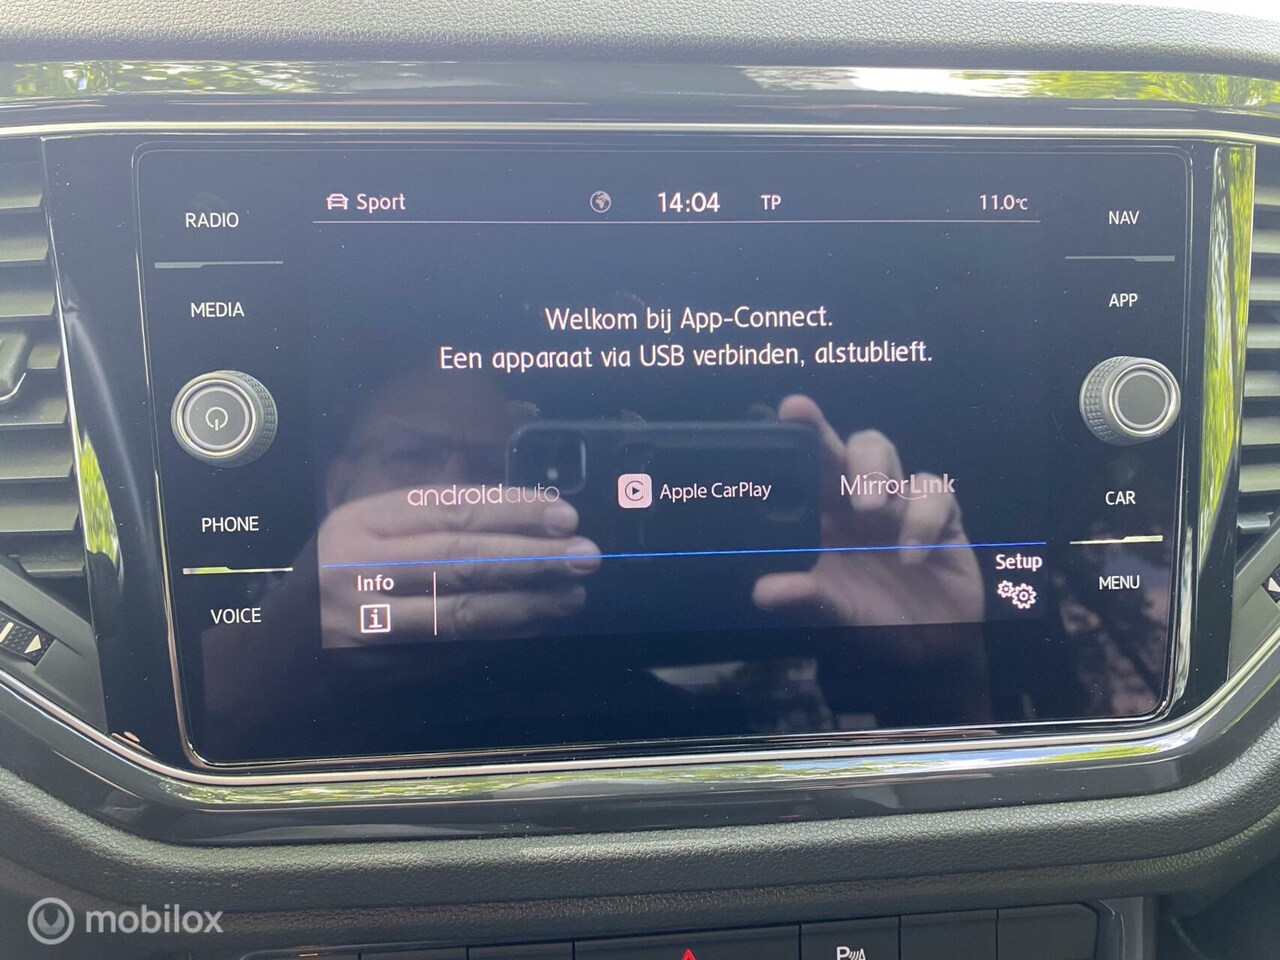 Sport
14:04
TP
11.0°C
RADIO
MEDIA
PHONE
VOICE
NAV
APP
CAR
MENU
Welkom bij App-Connect.
Een apparaat via USB verbinden, alstublieft.
androidauto
Apple CarPlay
MirrorLink
Info
i
Setup
mobilox
P